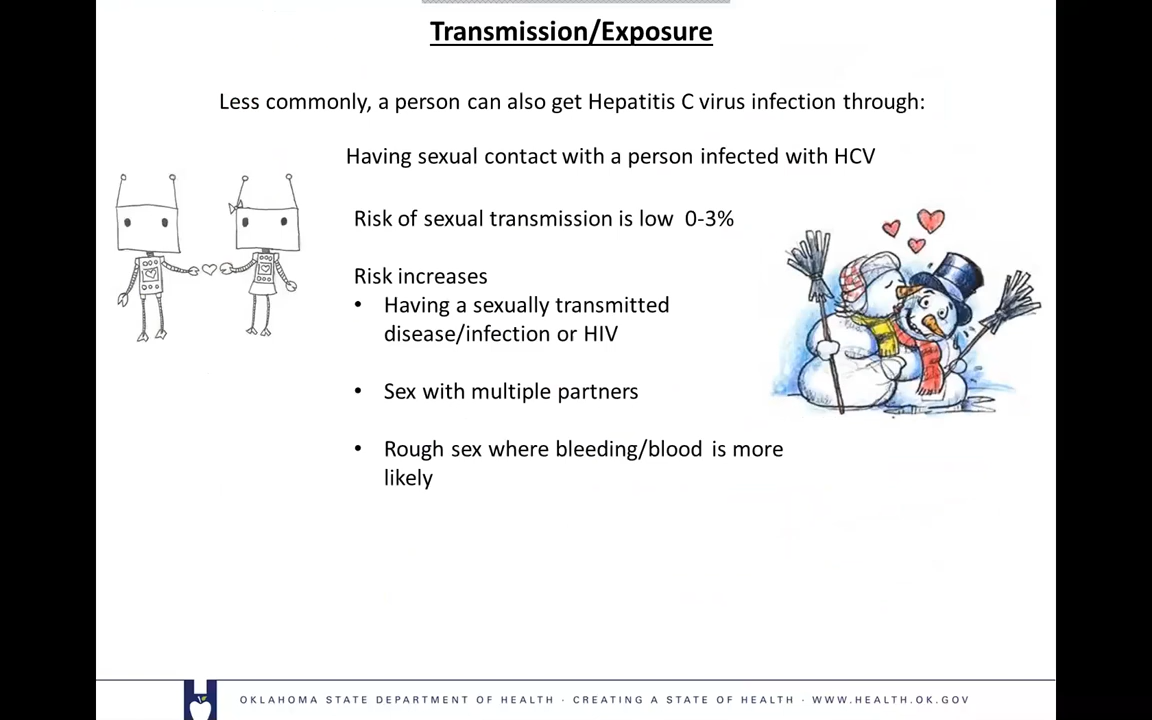 Transmission/Exposure
Less commonly, a person can also get Hepatitis C virus infection through:
Having sexual contact with a person infected with HCV
Risk of sexual transmission is low 0-3%
Risk increases
• Having a sexually transmitted
disease/infection or HIV
• Sex with multiple partners
• Rough sex where bleeding/blood is more
likely
OKLAHOMA STATE DEPARTMENT OF HEALTH · CREATING A STATE OF HEALTH · WWW.HEALTH.OK.GOV